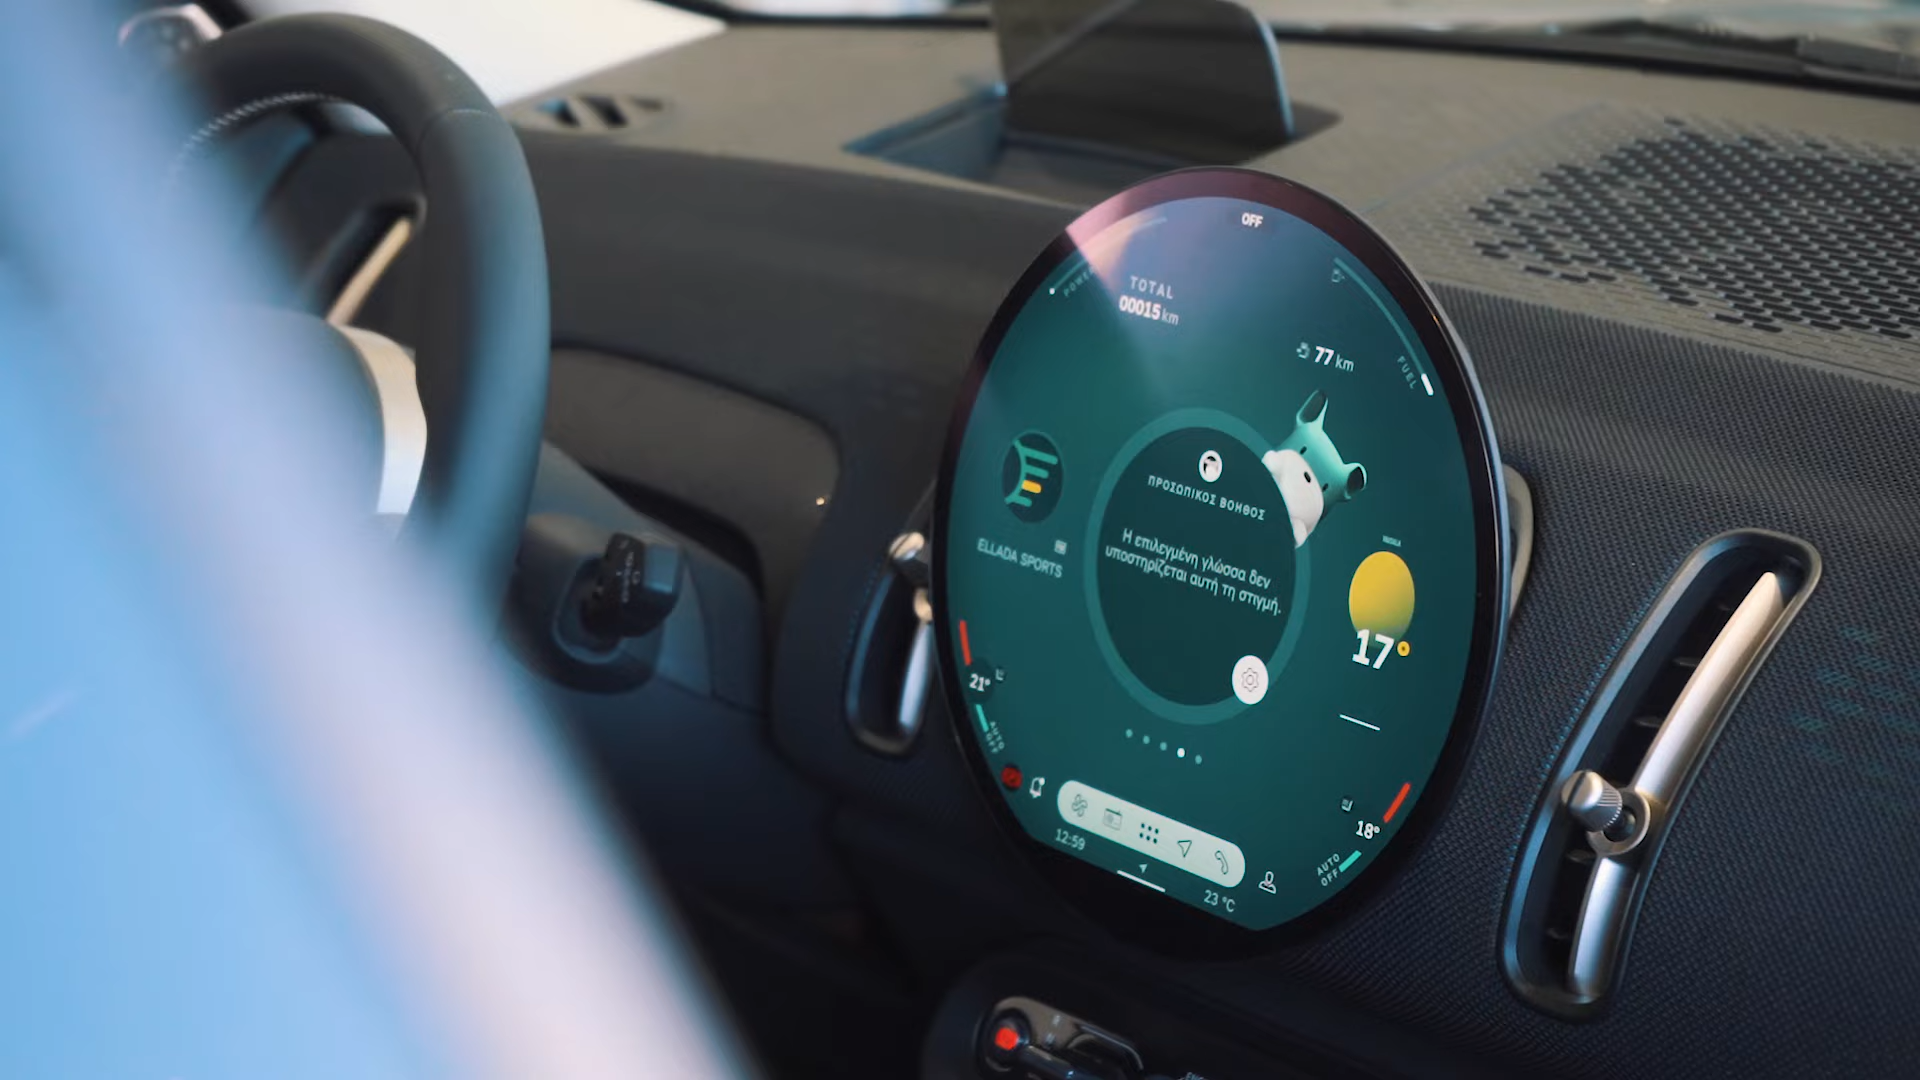 OFF
POWER
TOTAL
00015 km
77 km
FUEL
ΠΡΟΣΩΠΙΚΟΣ ΒΟΗΘΟΣ
Η επιλεγμένη γλώσσα δεν
υποστηρίζεται αυτή τη στιγμή.
ELLADA SPORTS
17°
21°
AUTO
OFF
18°
AUTO
OFF
12:59
23 °C